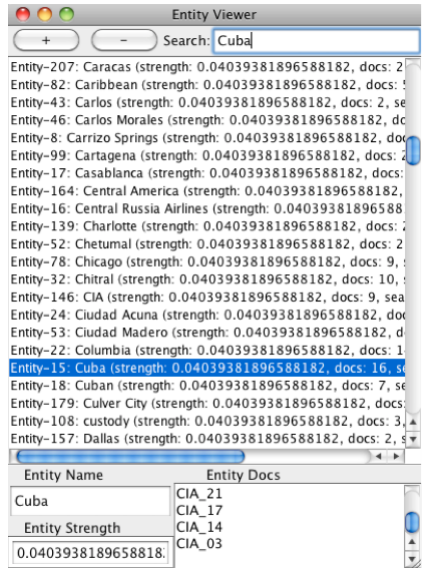 Entity Viewer
+ - Search: Cuba
Entity-207: Caracas (strength: 0.04039381896588182, docs: 2
Entity-82: Caribbean (strength: 0.04039381896588182, docs:
Entity-43: Carlos (strength: 0.04039381896588182, docs: 2, se
Entity-46: Carlos Morales (strength: 0.04039381896588182, do
Entity-8: Carrizo Springs (strength: 0.04039381896588182, doc
Entity-99: Cartagena (strength: 0.04039381896588182, docs: 2
Entity-17: Casablanca (strength: 0.04039381896588182, docs:
Entity-164: Central America (strength: 0.04039381896588182,
Entity-16: Central Russia Airlines (strength: 0.04039381896588
Entity-139: Charlotte (strength: 0.04039381896588182, docs: 2
Entity-52: Chetumal (strength: 0.04039381896588182, docs: 2
Entity-78: Chicago (strength: 0.04039381896588182, docs: 9, s
Entity-32: Chitral (strength: 0.04039381896588182, docs: 10, s
Entity-146: CIA (strength: 0.04039381896588182, docs: 9, sea
Entity-24: Ciudad Acuna (strength: 0.04039381896588182, doc
Entity-53: Ciudad Madero (strength: 0.04039381896588182, d
Entity-22: Columbia (strength: 0.04039381896588182, docs: 1
Entity-15: Cuba (strength: 0.04039381896588182, docs: 16, se
Entity-18: Cuban (strength: 0.04039381896588182, docs: 7, se
Entity-179: Culver City (strength: 0.04039381896588182, docs:
Entity-108: custody (strength: 0.04039381896588182, docs: 3,
Entity-157: Dallas (strength: 0.04039381896588182, docs: 2, s
Entity Name
Cuba
Entity Strength
0.0403938189658818
Entity Docs
CIA_21
CIA_17
CIA_14
CIA_03